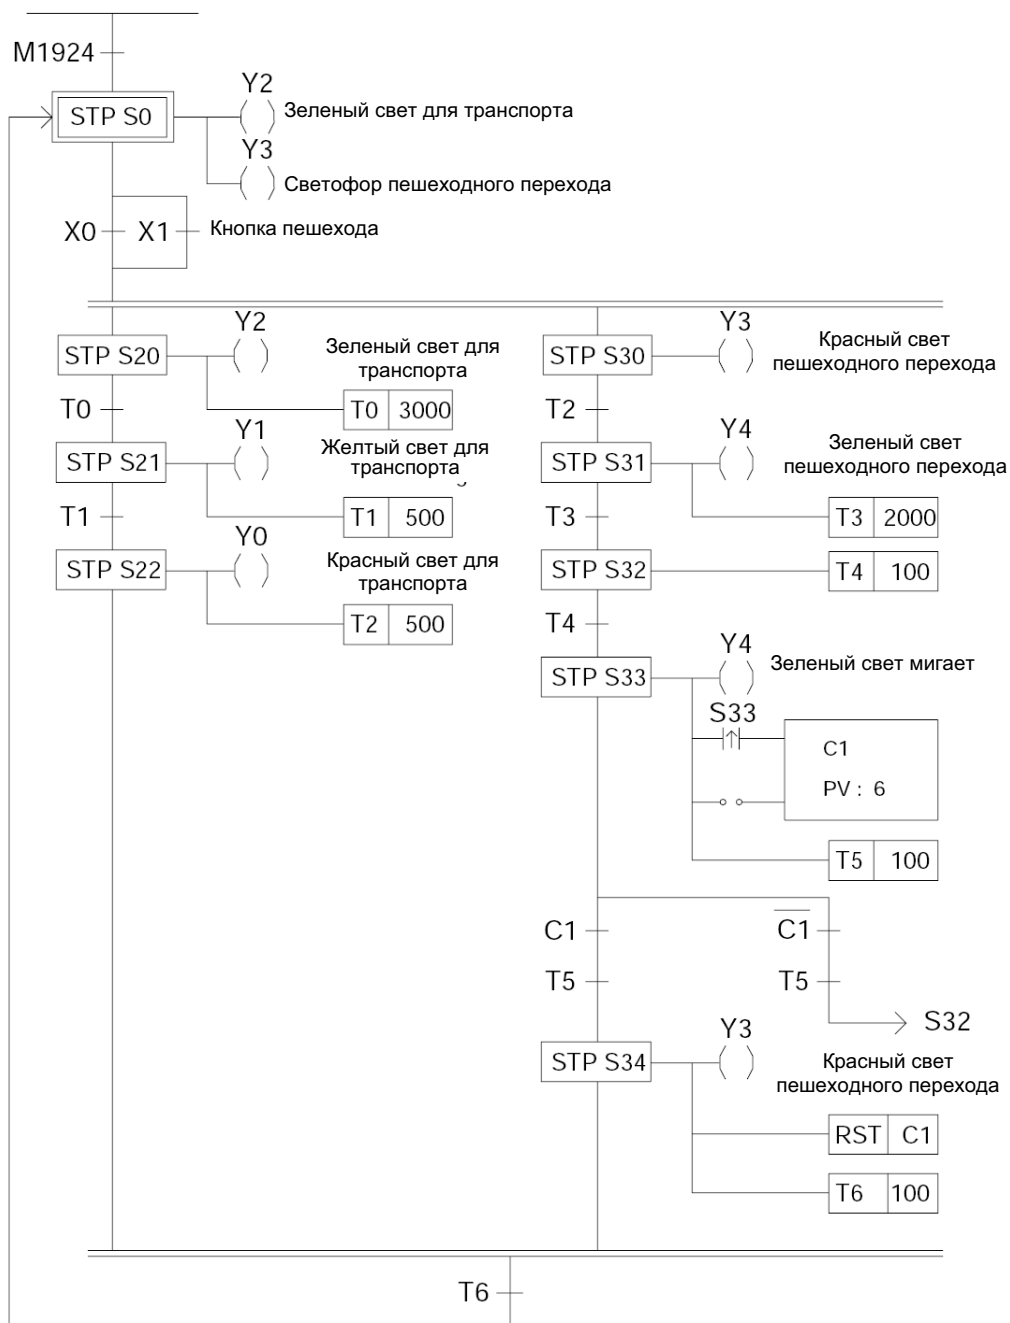 M1924
STP S0
Y2
Зеленый свет для транспорта
Y3
Светофор пешеходного перехода
X0
X1
Кнопка пешехода
STP S20
Y2
Зеленый свет для
транспорта
T0 3000
T0
STP S21
Y1
Желтый свет для
транспорта
T1 500
T1
STP S22
Y0
Красный свет для
транспорта
T2 500
STP S30
Y3
Красный свет
пешеходного перехода
T2
STP S31
Y4
Зеленый свет
пешеходного перехода
T3 2000
T3
STP S32
T4 100
T4
STP S33
Y4
Зеленый свет мигает
S33
C1
PV : 6
T5 100
C1
C1
T5
T5
S32
STP S34
Y3
Красный свет
пешеходного перехода
RST C1
T6 100
T6